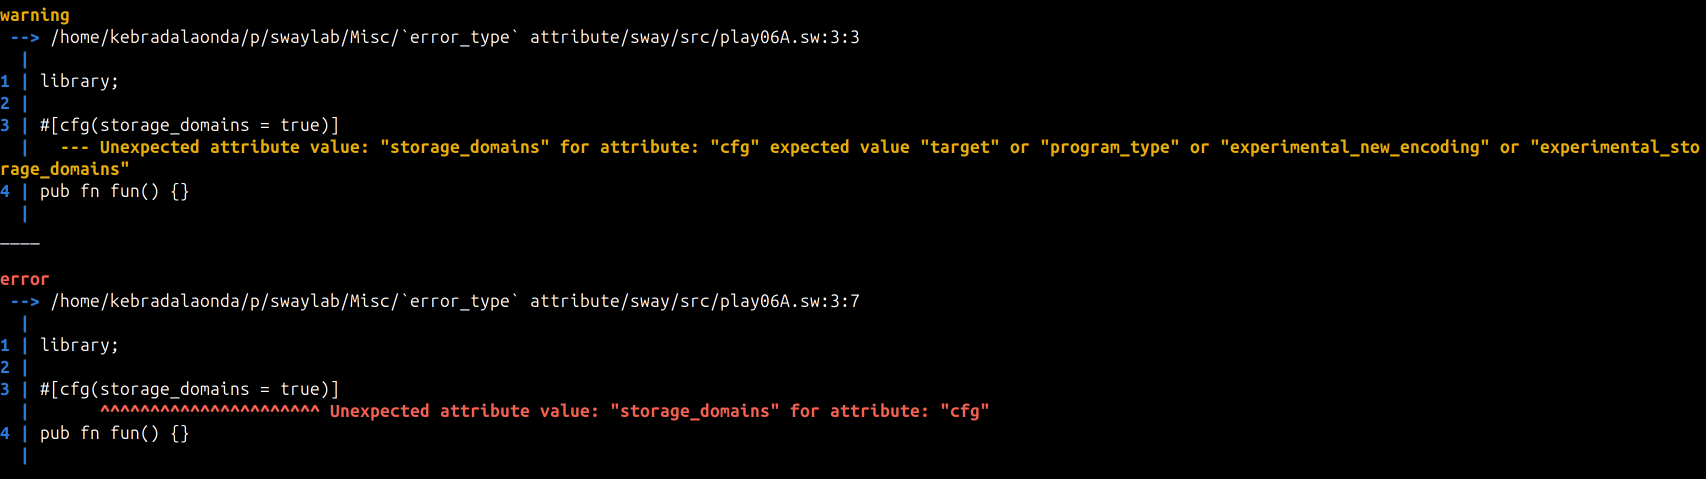 warning
 --> /home/kebradalaonda/p/swaylab/Misc/`error_type` attribute/sway/src/play06A.sw:3:3
  |
1 | library;
2 |
3 | #[cfg(storage_domains = true)]
  |   --- Unexpected attribute value: "storage_domains" for attribute: "cfg" expected value "target" or "program_type" or "experimental_new_encoding" or "experimental_sto
rage_domains"
4 | pub fn fun() {}
  |
____
error
 --> /home/kebradalaonda/p/swaylab/Misc/`error_type` attribute/sway/src/play06A.sw:3:7
  |
1 | library;
2 |
3 | #[cfg(storage_domains = true)]
  |       ^^^^^^^^^^^^^^^^^^^^^^ Unexpected attribute value: "storage_domains" for attribute: "cfg"
4 | pub fn fun() {}
  |